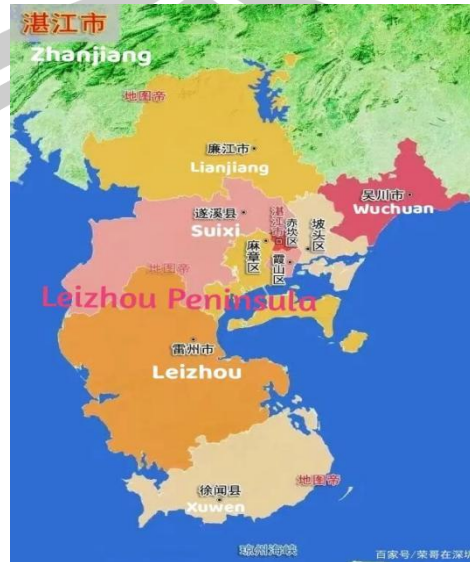 湛江市
Zhanjiang
地图帝
廉江市
Lianjiang
吴川市
Wuchuan
遂溪县
Suixi
湛江市
赤坎区
坡头区
麻章区
霞山区
地图帝
Leizhou Peninsula
雷州市
Leizhou
地图帝
徐闻县
Xuwen
琼州海峡
百家号/荣哥在深圳